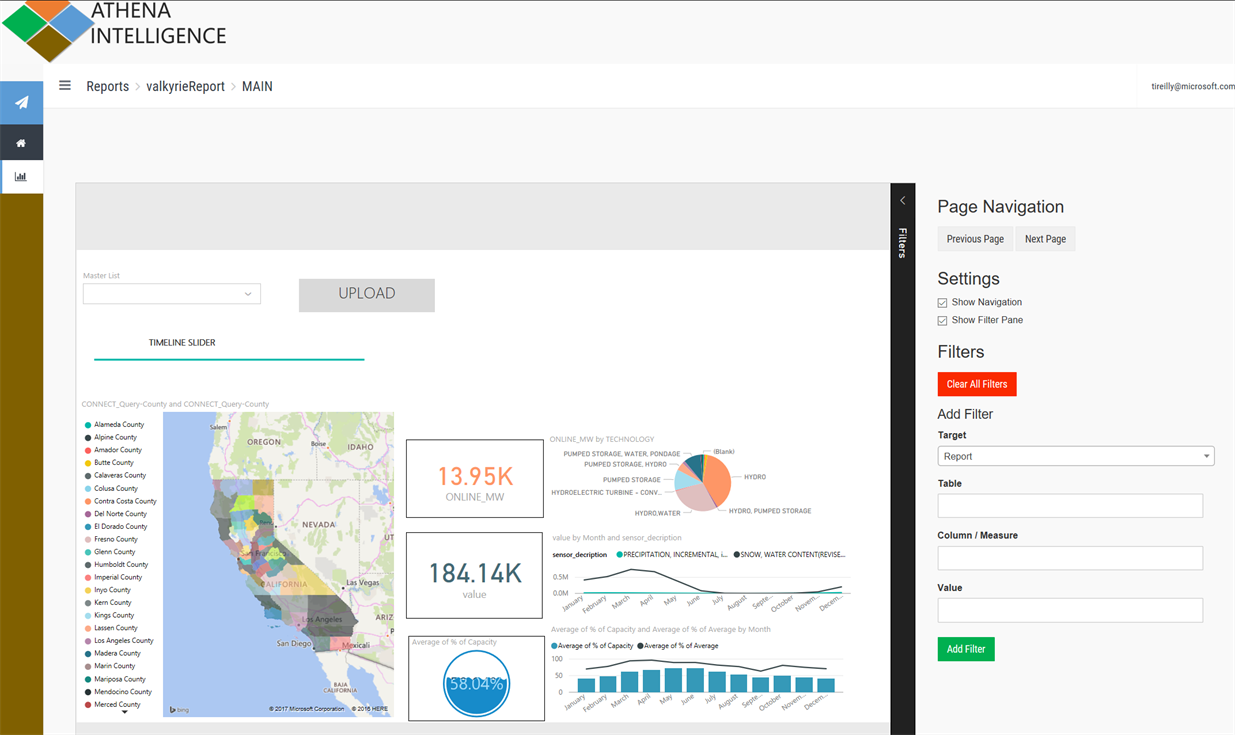 ATHENA
INTELLIGENCE
Reports > valkyrieReport > MAIN
tireilly@microsoft.com
Filters
Master List
UPLOAD
TIMELINE SLIDER
CONNECT_Query-County and CONNECT_Query-County
Alameda County
Alpine County
Amador County
Butte County
Calaveras County
Colusa County
Contra Costa County
Del Norte County
El Dorado County
Fresno County
Glenn County
Humboldt County
Imperial County
Inyo County
Kern County
Kings County
Lassen County
Los Angeles County
Madera County
Marin County
Mariposa County
Mendocino County
Merced County
Salem
OREGON
Boise
IDAHO
NEVADA
UT
San Francisco
CALIFORNIA
Las Vegas
Los Angeles
ARIZ
San Diego
Mexicali
BAJA
CALIFORNIA
bing
© 2017 Microsoft Corporation © 2016 HERE
13.95K
ONLINE_MW
184.14K
value
Average of % of Capacity
58.04%
ONLINE_MW by TECHNOLOGY
(Blank)
PUMPED STORAGE, WATER, PONDAGE
PUMPED STORAGE, HYDRO
PUMPED STORAGE
HYDROELECTRIC TURBINE - CONV...
HYDRO,WATER
HYDRO
HYDRO, PUMPED STORAGE
value by Month and sensor_decription
sensor_decription PRECIPITATION, INCREMENTAL, i... SNOW, WATER CONTENT(REVISE...
0.5M
0.0M
January February March April May June July August Septe... October Novem... Decem...
Average of % of Capacity and Average of % of Average by Month
Average of % of Capacity Average of % of Average
100
50
0
January February March April May June July August Septe... October Novem... Decem...
Page Navigation
Previous Page Next Page
Settings
Show Navigation
Show Filter Pane
Filters
Clear All Filters
Add Filter
Target
Report
Table
Column / Measure
Value
Add Filter